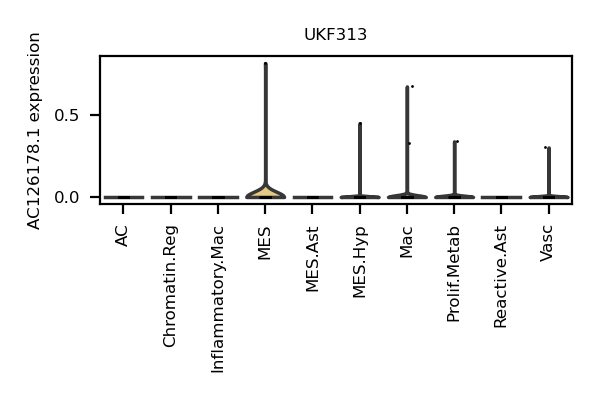 UKF313
AC126178.1 expression
0.5
0.0
AC
Chromatin.Reg
Inflammatory.Mac
MES
MES.Ast
MES.Hyp
Mac
Prolif.Metab
Reactive.Ast
Vasc